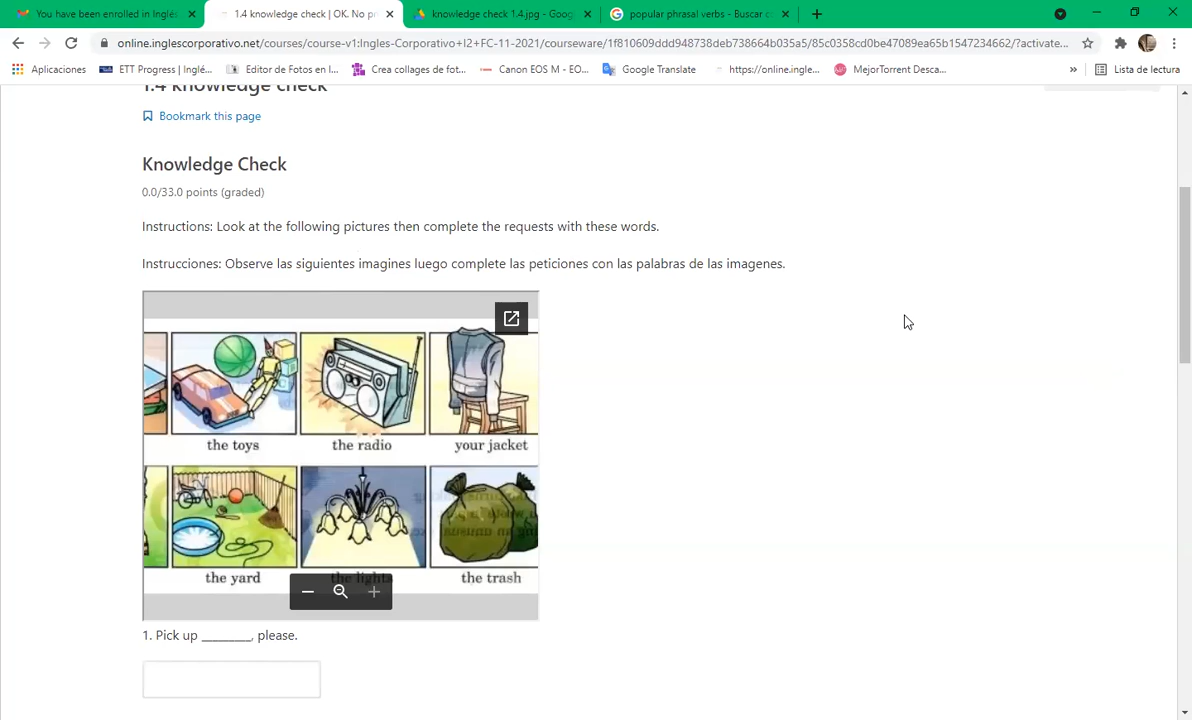 You have been enrolled in Inglés
1.4 knowledge check | OK. No pr
knowledge check 1.4.jpg - Goog
popular phrasal verbs - Buscar c
online.inglescorporativo.net/courses/course-v1:Ingles-Corporativo+I2+FC-11-2021/courseware/1f810609ddd948738deb738664b035a5/85c0358cd0be47089ea65b1547234662/?activate...
Aplicaciones
ETT Progress | Inglé...
Editor de Fotos en l...
Crea collages de fot...
Canon EOS M - EO...
Google Translate
https://online.ingle...
MejorTorrent Desca...
»
Lista de lectura
1.4 knowledge check
Bookmark this page
Knowledge Check
0.0/33.0 points (graded)
Instructions: Look at the following pictures then complete the requests with these words.
Instrucciones: Observe las siguientes imagines luego complete las peticiones con las palabras de las imagenes.
the toys
the radio
your jacket
the yard
the lights
the trash
1. Pick up ________, please.